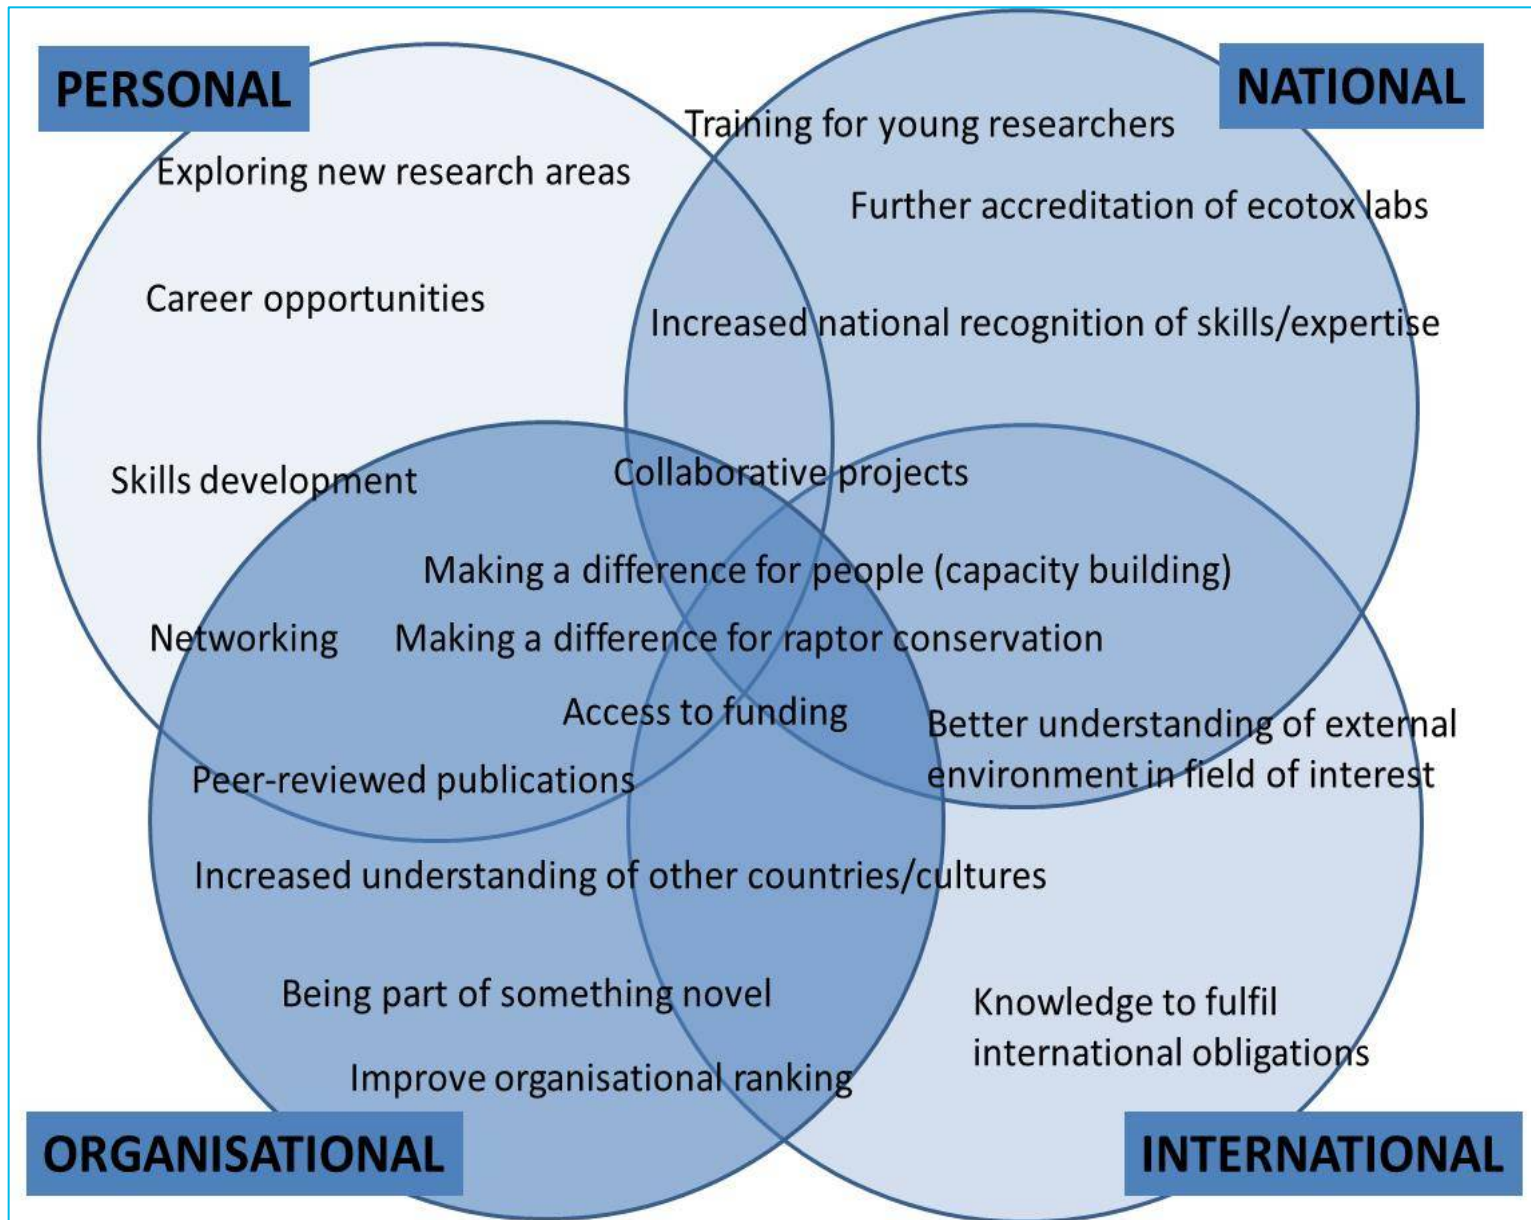 PERSONAL
NATIONAL
Training for young researchers
Exploring new research areas
Further accreditation of ecotox labs
Career opportunities
Increased national recognition of skills/expertise
Skills development
Collaborative projects
Making a difference for people (capacity building)
Networking
Making a difference for raptor conservation
Access to funding
Better understanding of external
environment in field of interest
Peer-reviewed publications
Increased understanding of other countries/cultures
Being part of something novel
Knowledge to fulfil
international obligations
Improve organisational ranking
ORGANISATIONAL
INTERNATIONAL